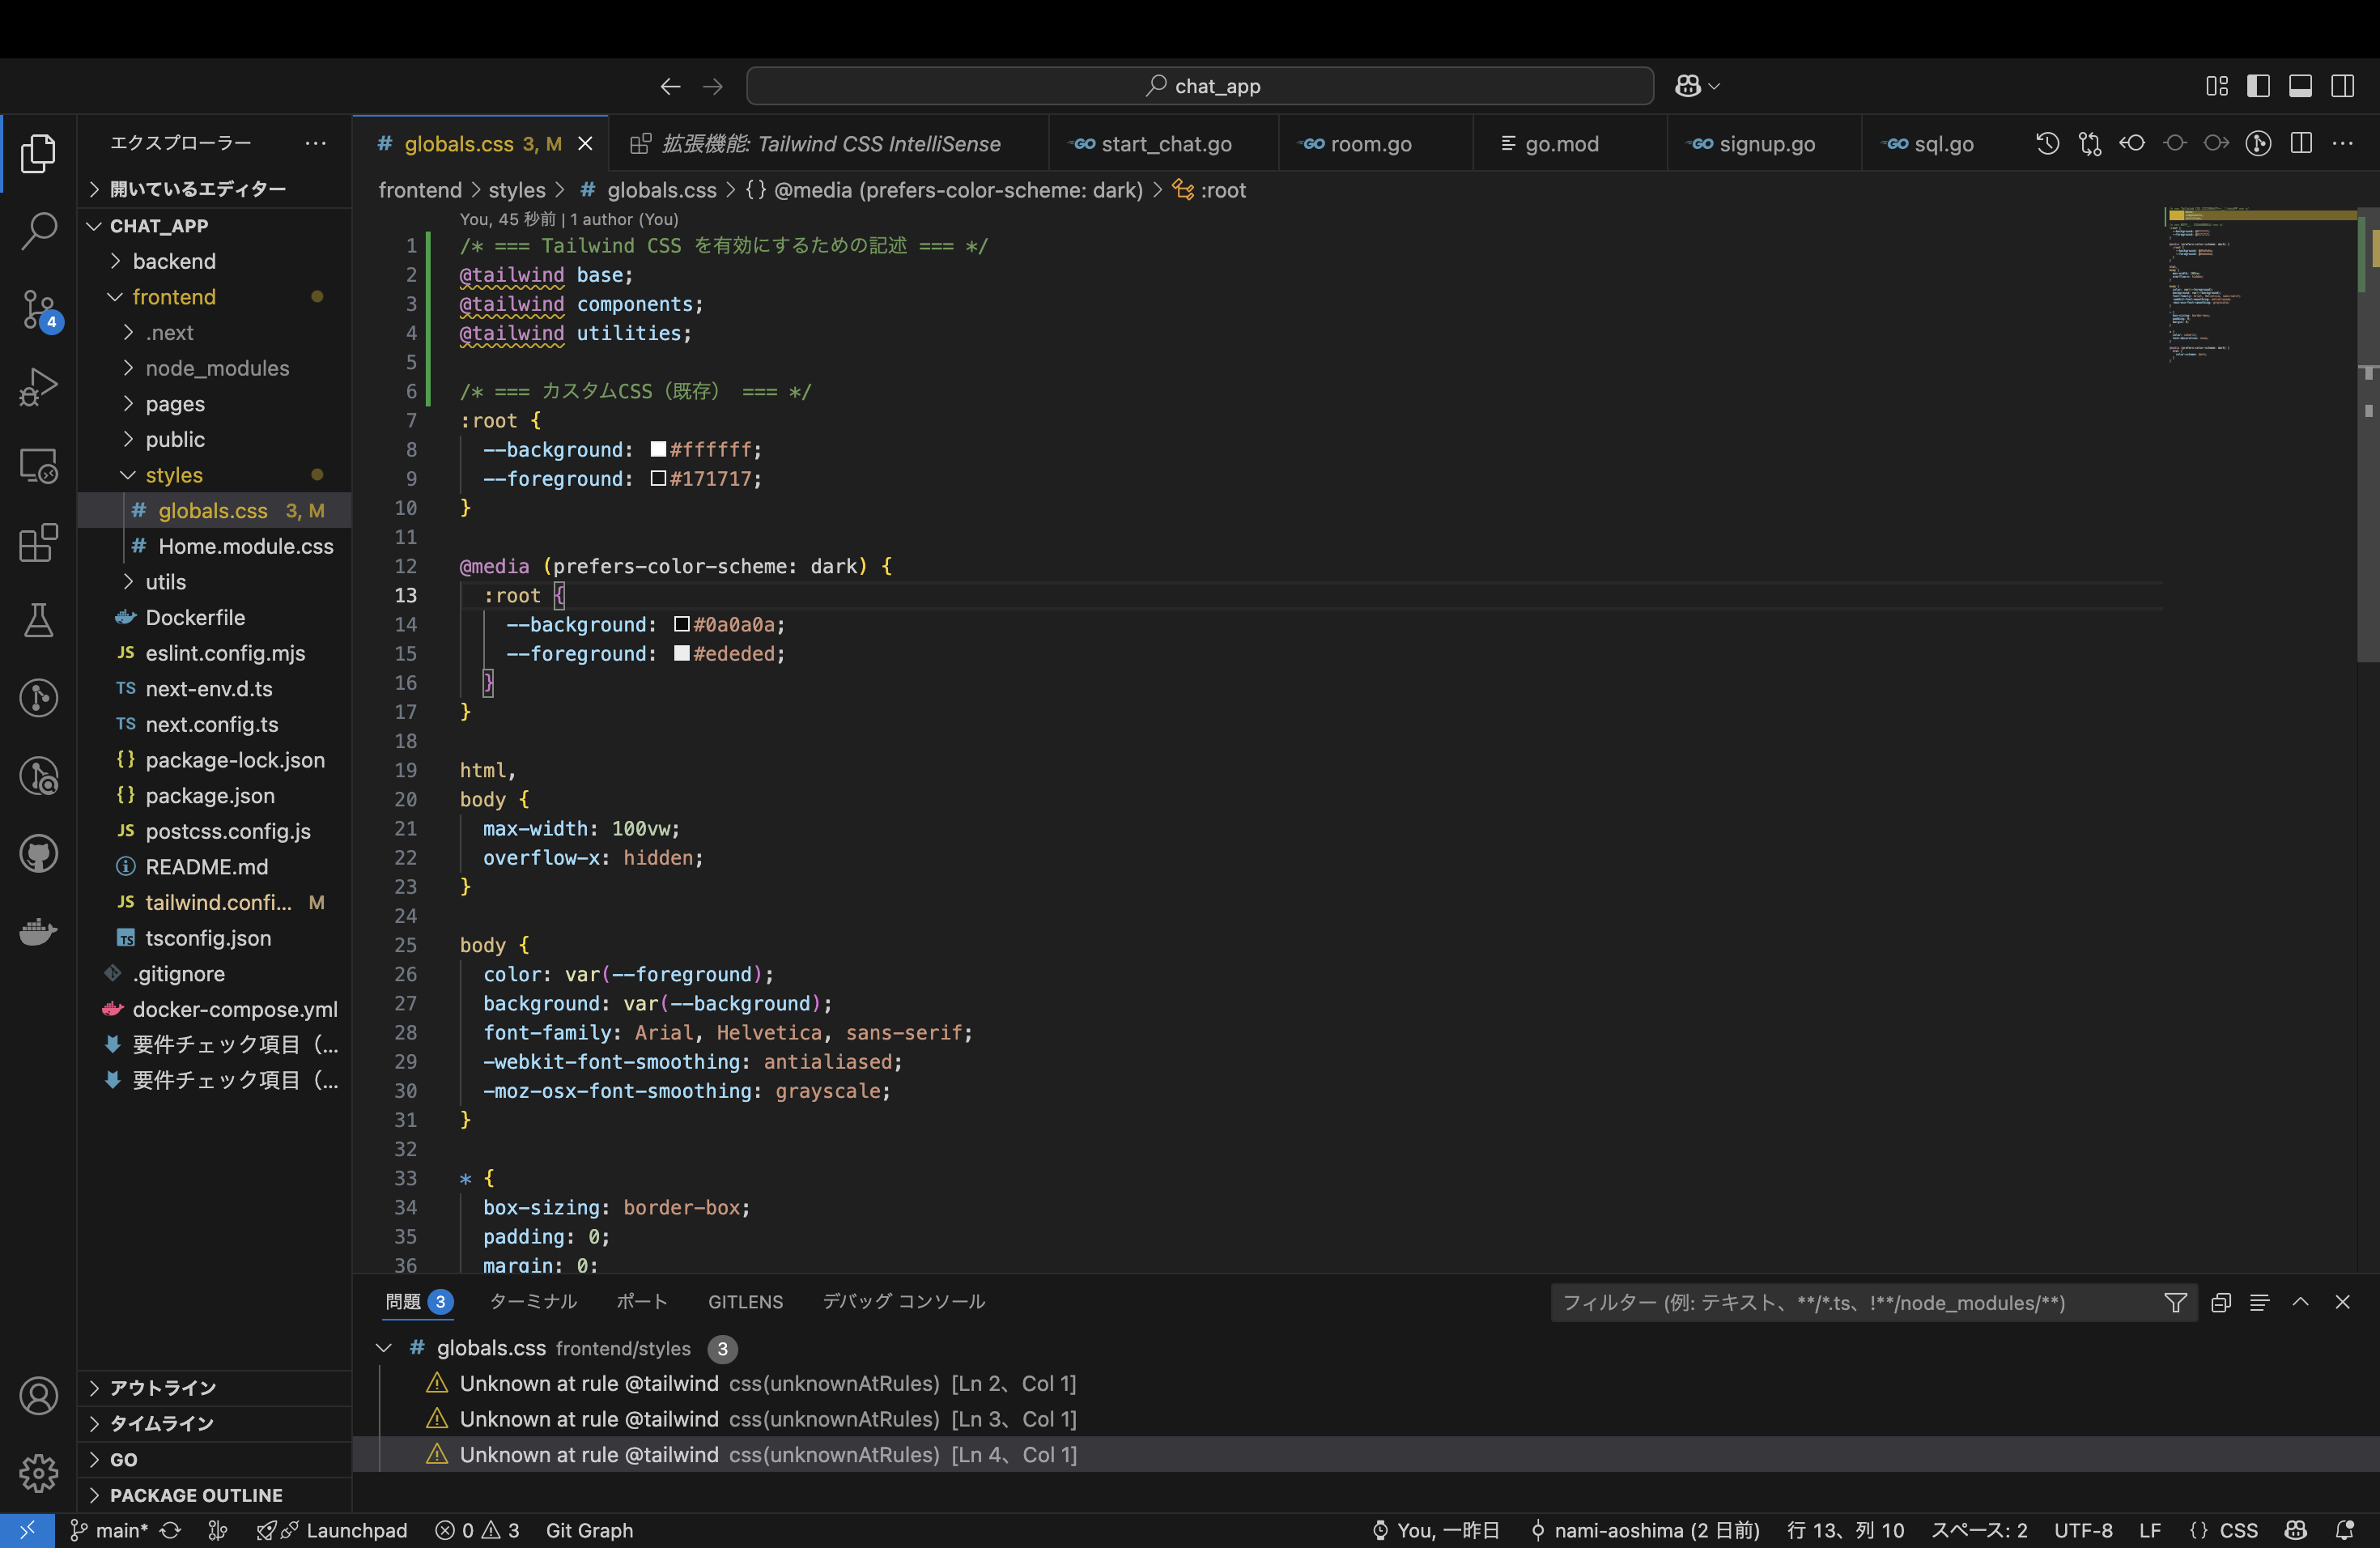 chat_app
エクスプローラー
開いているエディター
CHAT_APP
backend
frontend
.next
node_modules
pages
public
styles
# globals.css 3, M
# Home.module.css
utils
Dockerfile
JS eslint.config.mjs
TS next-env.d.ts
TS next.config.ts
{} package-lock.json
{} package.json
JS postcss.config.js
README.md
JS tailwind.confi... M
TS tsconfig.json
.gitignore
docker-compose.yml
要件チェック項目（...
要件チェック項目（...
アウトライン
タイムライン
GO
PACKAGE OUTLINE
4
# globals.css 3, M
拡張機能: Tailwind CSS IntelliSense
GO start_chat.go
GO room.go
go.mod
GO signup.go
GO sql.go
frontend > styles > # globals.css > {} @media (prefers-color-scheme: dark) > :root
You, 45 秒前 | 1 author (You)
1 /* === Tailwind CSS を有効にするための記述 === */
2 @tailwind base;
3 @tailwind components;
4 @tailwind utilities;
5
6 /* === カスタムCSS（既存） === */
7 :root {
8 --background: #ffffff;
9 --foreground: #171717;
10 }
11
12 @media (prefers-color-scheme: dark) {
13 :root {
14 --background: #0a0a0a;
15 --foreground: #ededed;
16 }
17 }
18
19 html,
20 body {
21 max-width: 100vw;
22 overflow-x: hidden;
23 }
24
25 body {
26 color: var(--foreground);
27 background: var(--background);
28 font-family: Arial, Helvetica, sans-serif;
29 -webkit-font-smoothing: antialiased;
30 -moz-osx-font-smoothing: grayscale;
31 }
32
33 * {
34 box-sizing: border-box;
35 padding: 0;
36 margin: 0;
問題 3
ターミナル
ポート
GITLENS
デバッグ コンソール
フィルター (例: テキスト、**/*.ts、!**/node_modules/**)
# globals.css frontend/styles 3
Unknown at rule @tailwind css(unknownAtRules) [Ln 2、Col 1]
Unknown at rule @tailwind css(unknownAtRules) [Ln 3、Col 1]
Unknown at rule @tailwind css(unknownAtRules) [Ln 4、Col 1]
main*
Launchpad
0
3
Git Graph
You, 一昨日
nami-aoshima (2 日前)
行 13、列 10
スペース: 2
UTF-8
LF
{} CSS